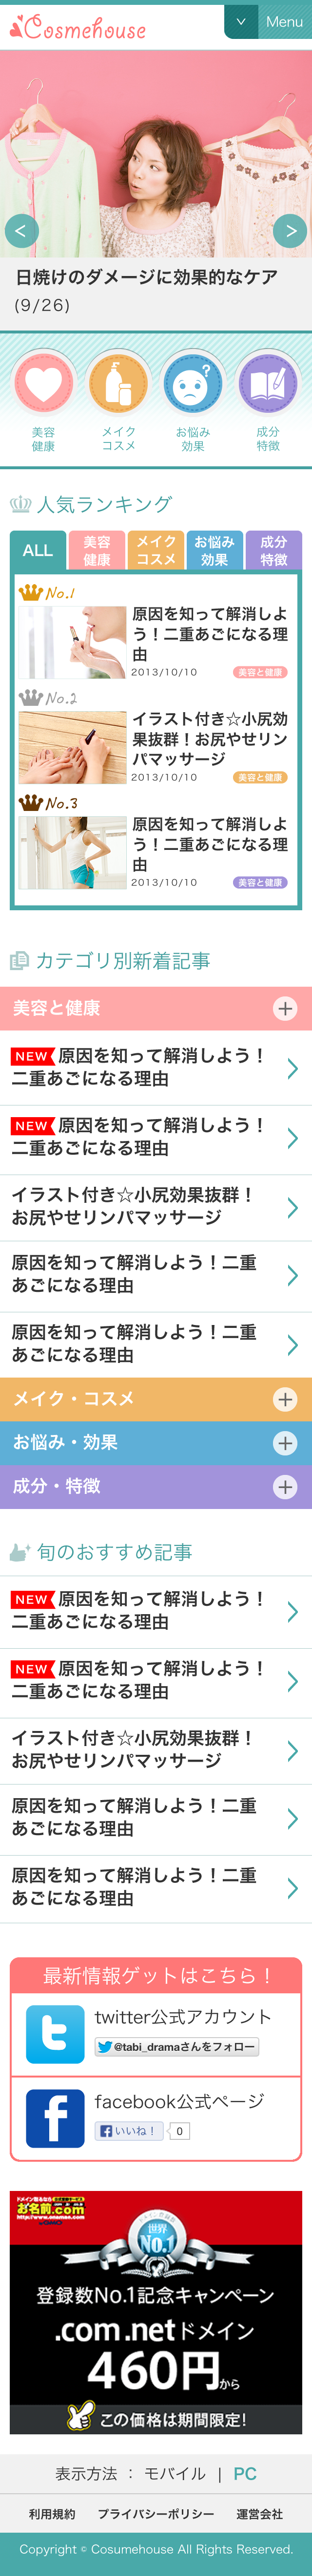 Cosmehouse
Menu
日焼けのダメージに効果的なケア
(9/26)
美容
健康
メイク
コスメ
お悩み
効果
成分
特徴
人気ランキング
ALL
美容
健康
メイク
コスメ
お悩み
効果
成分
特徴
No.1
原因を知って解消しよ
う！二重あごになる理
由
2013/10/10
美容と健康
No.2
イラスト付き☆小尻効
果抜群！お尻やせリン
パマッサージ
2013/10/10
美容と健康
No.3
原因を知って解消しよ
う！二重あごになる理
由
2013/10/10
美容と健康
カテゴリ別新着記事
美容と健康
NEW 原因を知って解消しよう！
二重あごになる理由
NEW 原因を知って解消しよう！
二重あごになる理由
イラスト付き☆小尻効果抜群！
お尻やせリンパマッサージ
原因を知って解消しよう！二重
あごになる理由
原因を知って解消しよう！二重
あごになる理由
メイク・コスメ
お悩み・効果
成分・特徴
旬のおすすめ記事
NEW 原因を知って解消しよう！
二重あごになる理由
NEW 原因を知って解消しよう！
二重あごになる理由
イラスト付き☆小尻効果抜群！
お尻やせリンパマッサージ
原因を知って解消しよう！二重
あごになる理由
原因を知って解消しよう！二重
あごになる理由
最新情報ゲットはこちら！
twitter公式アカウント
@tabi_dramaさんをフォロー
facebook公式ページ
いいね！ 0
お名前.com
世界
No.1
登録数No.1記念キャンペーン
.com .netドメイン
460円から
この価格は期間限定!
表示方法 ： モバイル ｜ PC
利用規約 プライバシーポリシー 運営会社
Copyright © Cosumehouse All Rights Reserved.